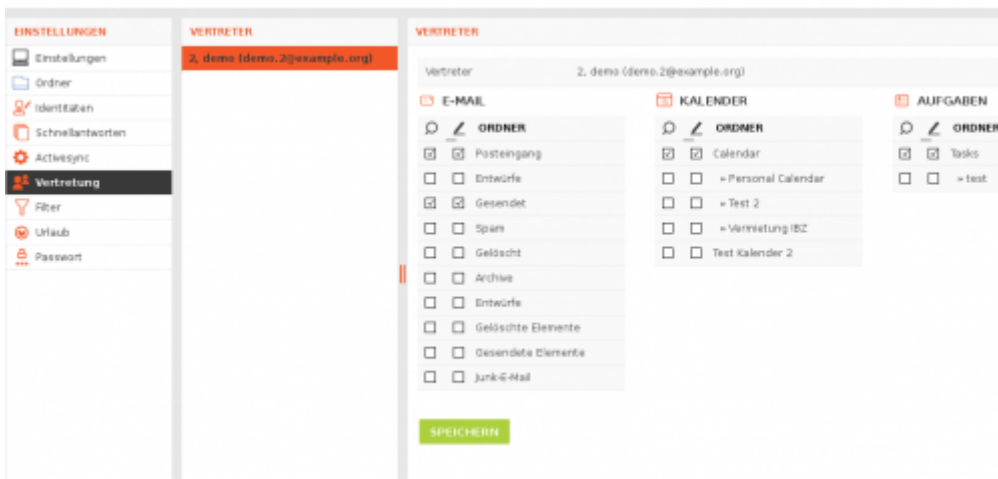 EINSTELLUNGEN
Einstellungen
Ordner
Identitäten
Schnellantworten
Activesync
Vertretung
Filter
Urlaub
Passwort
VERTRETER
2, demo (demo.2@example.org)
VERTRETER
Vertreter 2, demo (demo.2@example.org)
E-MAIL
ORDNER
Posteingang
Entwürfe
Gesendet
Spam
Gelöscht
Archive
Entwürfe
Gelöschte Elemente
Gesendete Elemente
Junk-E-Mail
KALENDER
ORDNER
Calendar
» Personal Calendar
» Test 2
» Vermietung IBZ
Test Kalender 2
AUFGABEN
ORDNER
Tasks
» test
SPEICHERN